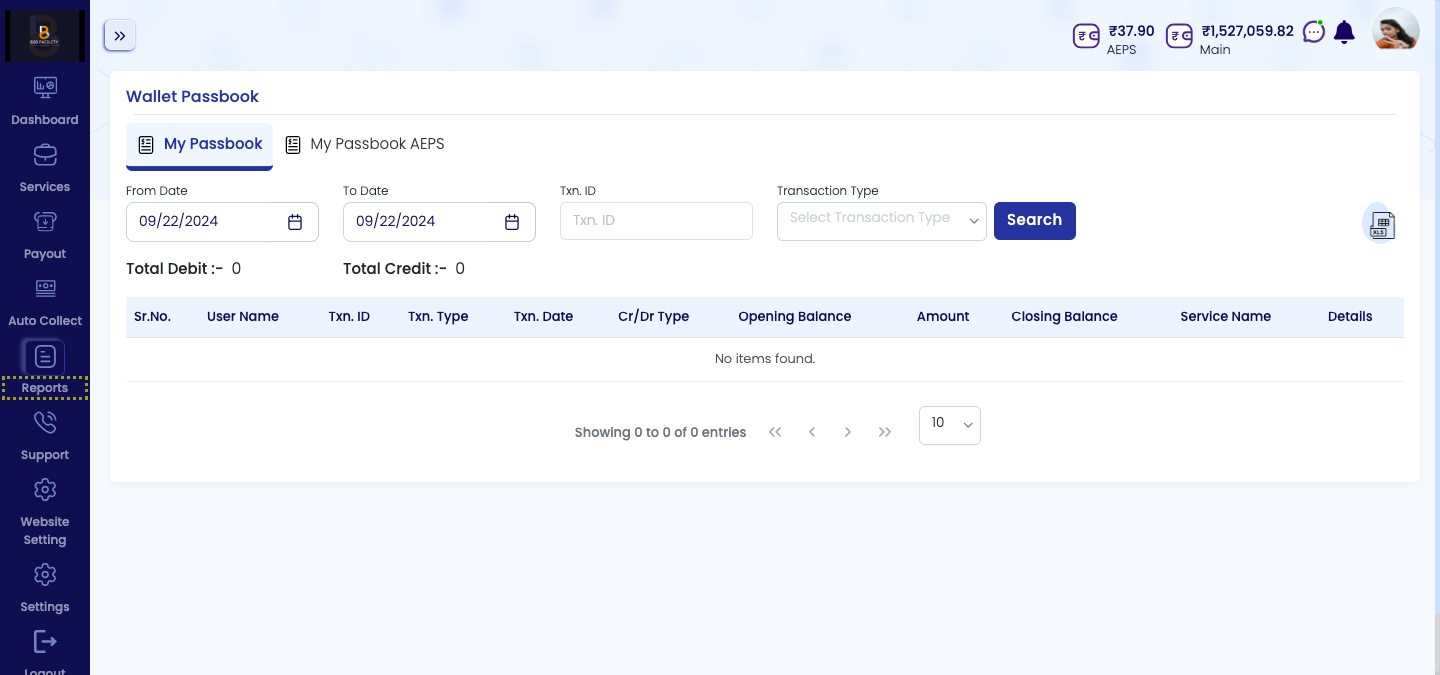 B2B FACILITY
₹37.90
AEPS
₹1,527,059.82
Main
Dashboard
Services
Payout
Auto Collect
Reports
Support
Website
Setting
Settings
Logout
Wallet Passbook
My Passbook
My Passbook AEPS
From Date
To Date
Txn. ID
Transaction Type
09/22/2024
09/22/2024
Txn. ID
Select Transaction Type
Search
XLS
Total Debit :- 0
Total Credit :- 0
Sr.No. User Name Txn. ID Txn. Type Txn. Date Cr/Dr Type Opening Balance Amount Closing Balance Service Name Details
No items found.
Showing 0 to 0 of 0 entries
10